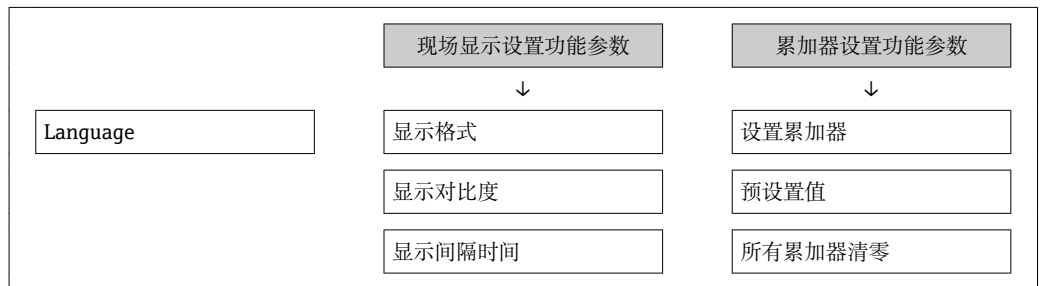 现场显示设置功能参数
累加器设置功能参数
↓
↓
Language
显示格式
设置累加器
显示对比度
预设置值
显示间隔时间
所有累加器清零